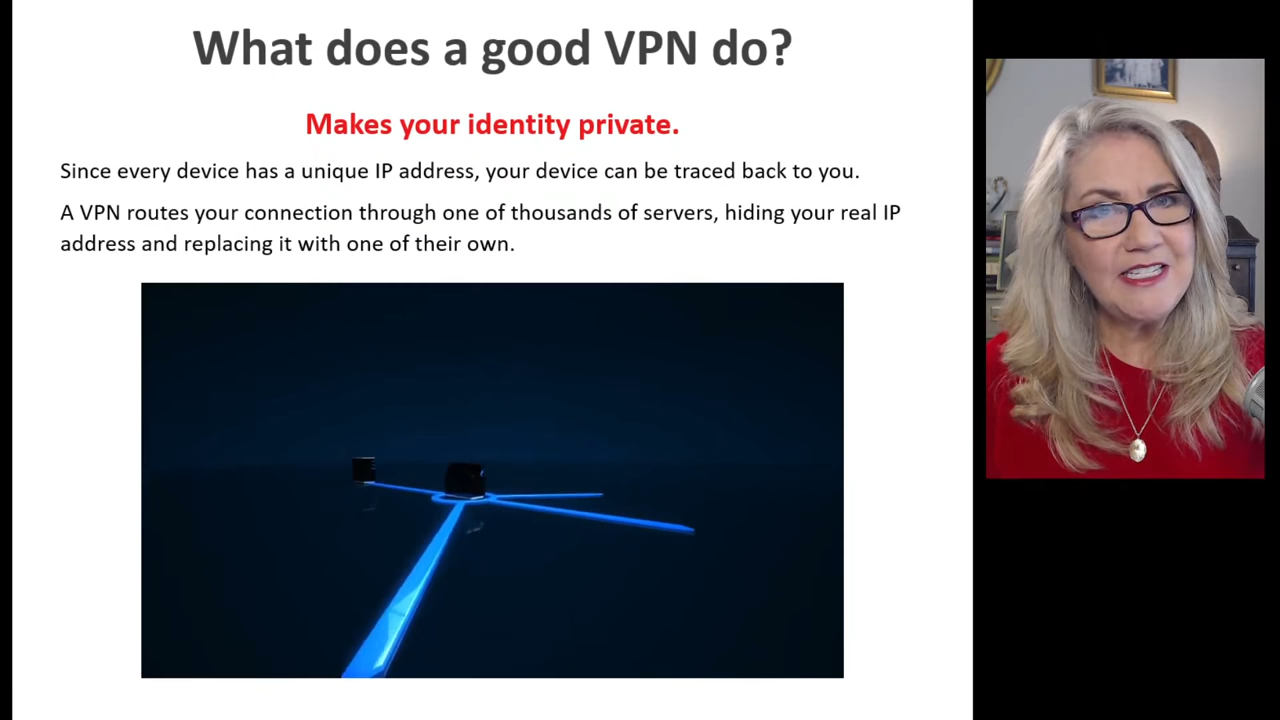 What does a good VPN do?
Makes your identity private.
Since every device has a unique IP address, your device can be traced back to you.
A VPN routes your connection through one of thousands of servers, hiding your real IP
address and replacing it with one of their own.